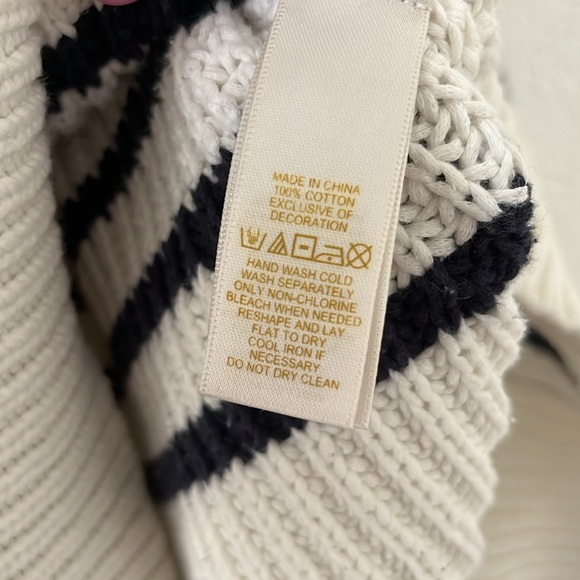 MADE IN CHINA
100% COTTON
EXCLUSIVE OF
DECORATION
HAND WASH COLD
WASH SEPARATELY
ONLY NON-CHLORINE
BLEACH WHEN NEEDED
RESHAPE AND LAY
FLAT TO DRY
COOL IRON IF
NECESSARY
DO NOT DRY CLEAN